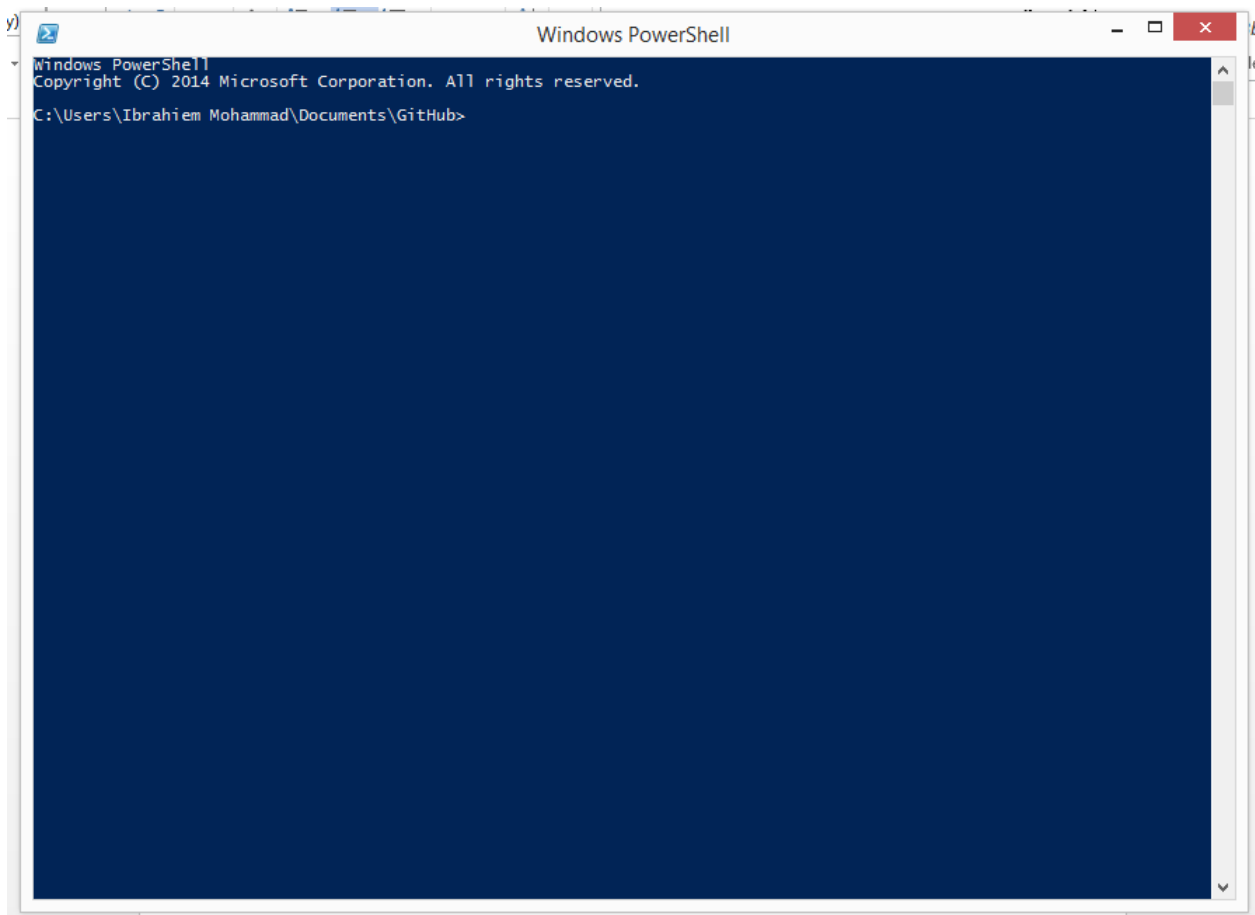 y)
Windows PowerShell
Windows PowerShell
Copyright (C) 2014 Microsoft Corporation. All rights reserved.
C:\Users\Ibrahiem Mohammad\Documents\GitHub>